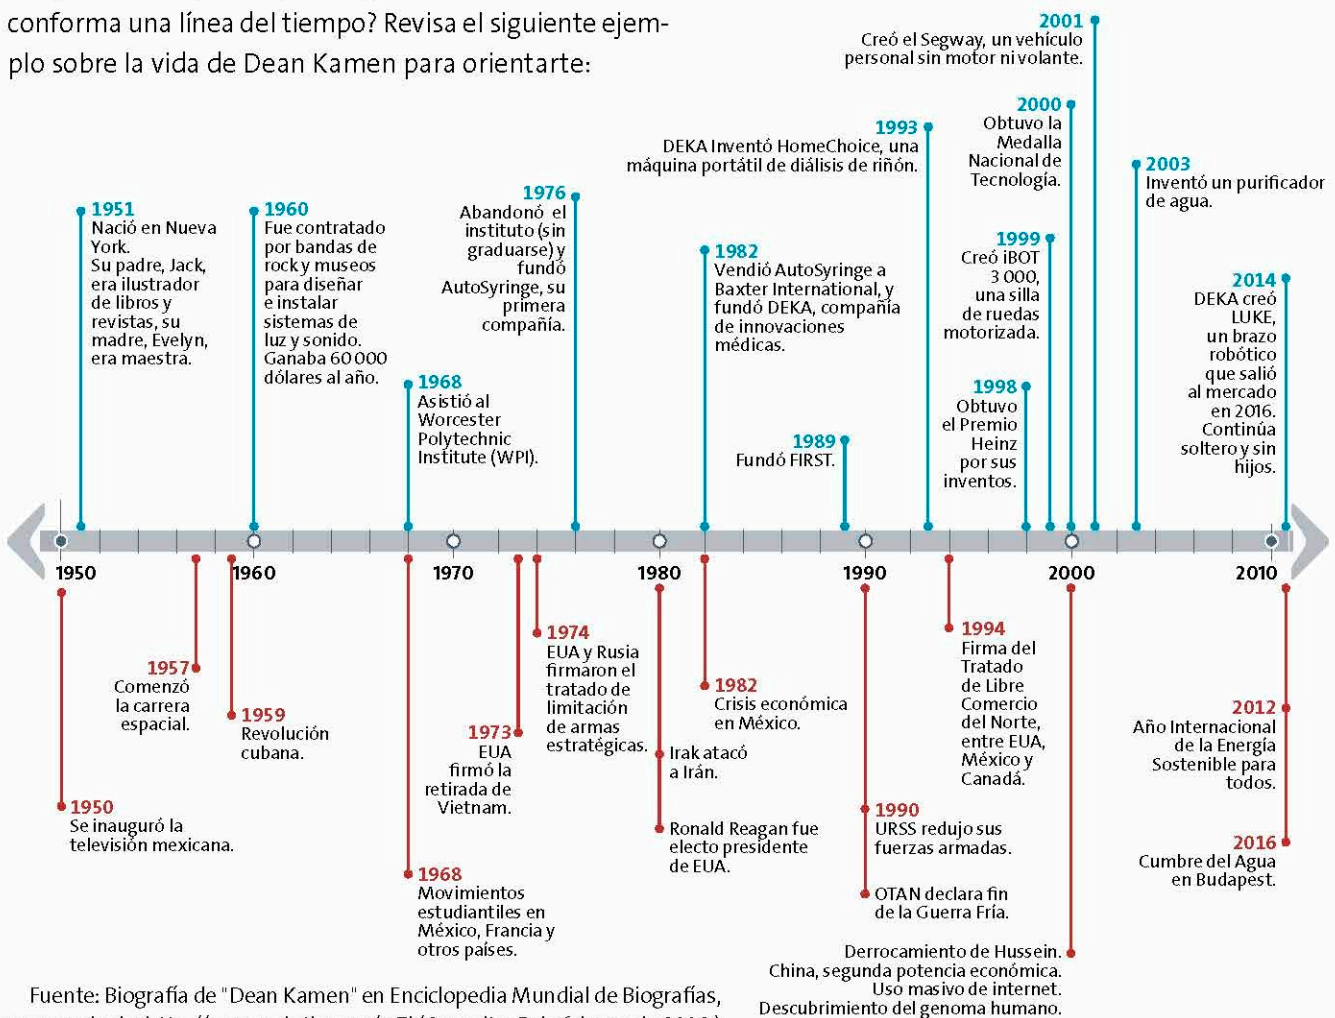 conforma una línea del tiempo? Revisa el siguiente ejem-
plo sobre la vida de Dean Kamen para orientarte:
1951
Nació en Nueva
York.
Su padre, Jack,
era ilustrador
de libros y
revistas, su
madre, Evelyn,
era maestra.
1960
Fue contratado
por bandas de
rock y museos
para diseñar
e instalar
sistemas de
luz y sonido.
Ganaba 60 000
dólares al año.
1968
Asistió al
Worcester
Polytechnic
Institute (WPI).
1976
Abandonó el
instituto (sin
graduarse) y
fundó
AutoSyringe, su
primera
compañía.
1982
Vendió AutoSyringe a
Baxter International, y
fundó DEKA, compañía
de innovaciones
médicas.
1989
Fundó FIRST.
1993
DEKA Inventó HomeChoice, una
máquina portátil de diálisis de riñón.
1998
Obtuvo
el Premio
Heinz
por sus
inventos.
1999
Creó iBOT
3 000,
una silla
de ruedas
motorizada.
2000
Obtuvo la
Medalla
Nacional de
Tecnología.
2001
Creó el Segway, un vehículo
personal sin motor ni volante.
2003
Inventó un purificador
de agua.
2014
DEKA creó
LUKE,
un brazo
robótico
que salió
al mercado
en 2016.
Continúa
soltero y sin
hijos.
1950
1960
1970
1980
1990
2000
2010
1950
Se inauguró la
televisión mexicana.
1957
Comenzó
la carrera
espacial.
1959
Revolución
cubana.
1968
Movimientos
estudiantiles en
México, Francia y
otros países.
1973
EUA
firmó la
retirada de
Vietnam.
1974
EUA y Rusia
firmaron el
tratado de
limitación
de armas
estratégicas.
Irak atacó
a Irán.
Ronald Reagan fue
electo presidente
de EUA.
1982
Crisis económica
en México.
1990
URSS redujo sus
fuerzas armadas.
OTAN declara fin
de la Guerra Fría.
1994
Firma del
Tratado
de Libre
Comercio
del Norte,
entre EUA,
México y
Canadá.
Derrocamiento de Hussein.
China, segunda potencia económica.
Uso masivo de internet.
Descubrimiento del genoma humano.
2012
Año Internacional
de la Energía
Sostenible para
todos.
2016
Cumbre del Agua
en Budapest.
Fuente: Biografía de "Dean Kamen" en Enciclopedia Mundial de Biografías,